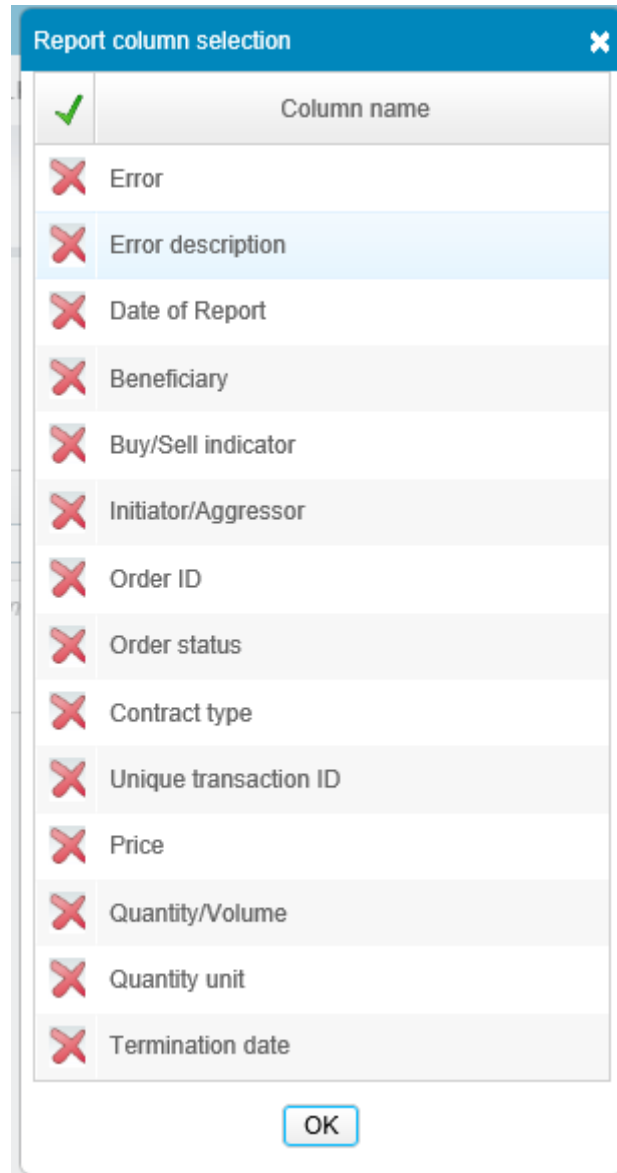 Report column selection
Column name
Error
Error description
Date of Report
Beneficiary
Buy/Sell indicator
Initiator/Aggressor
Order ID
Order status
Contract type
Unique transaction ID
Price
Quantity/Volume
Quantity unit
Termination date
OK